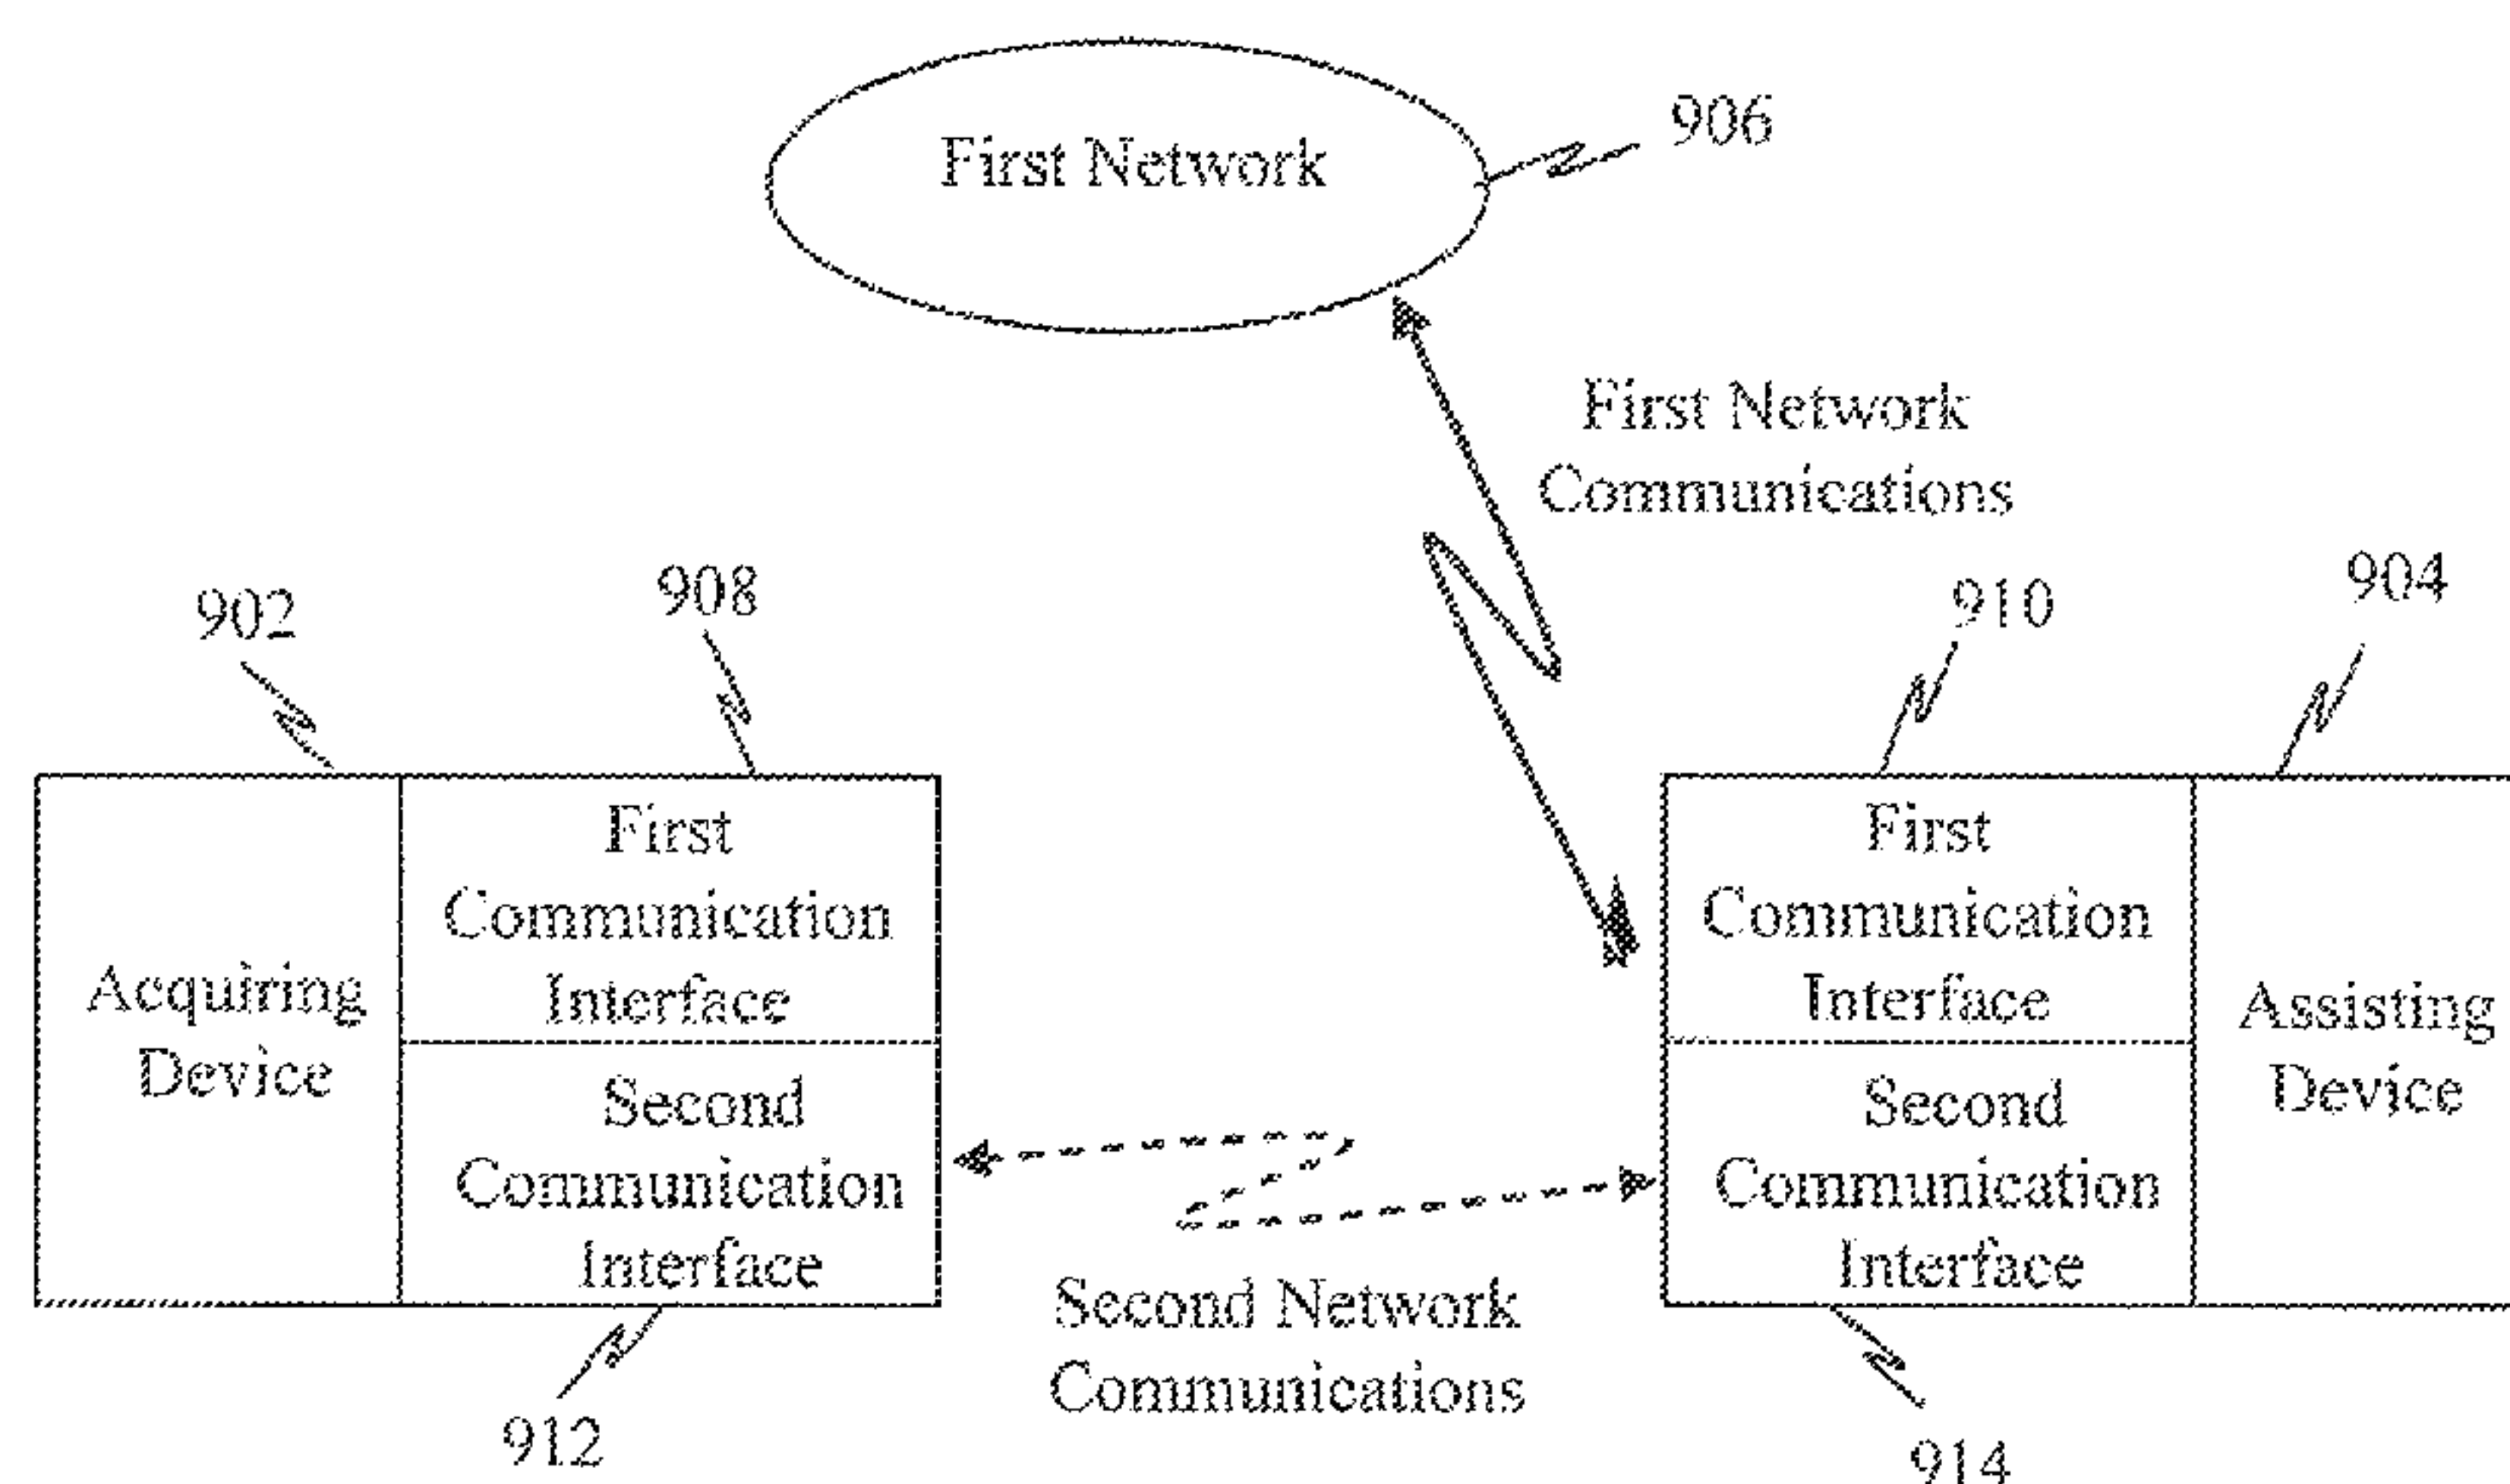 First Network
906
First Network
Communications
902
908
910
904
First
Communication
Interface
Acquiring
Device
Second
Communication
Interface
First
Communication
Interface
Assisting
Device
Second
Communication
Interface
Second Network
Communications
912
914